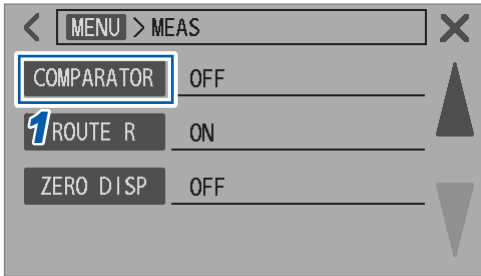 MENU > MEAS
COMPARATOR OFF
1
ROUTE R ON
ZERO DISP OFF